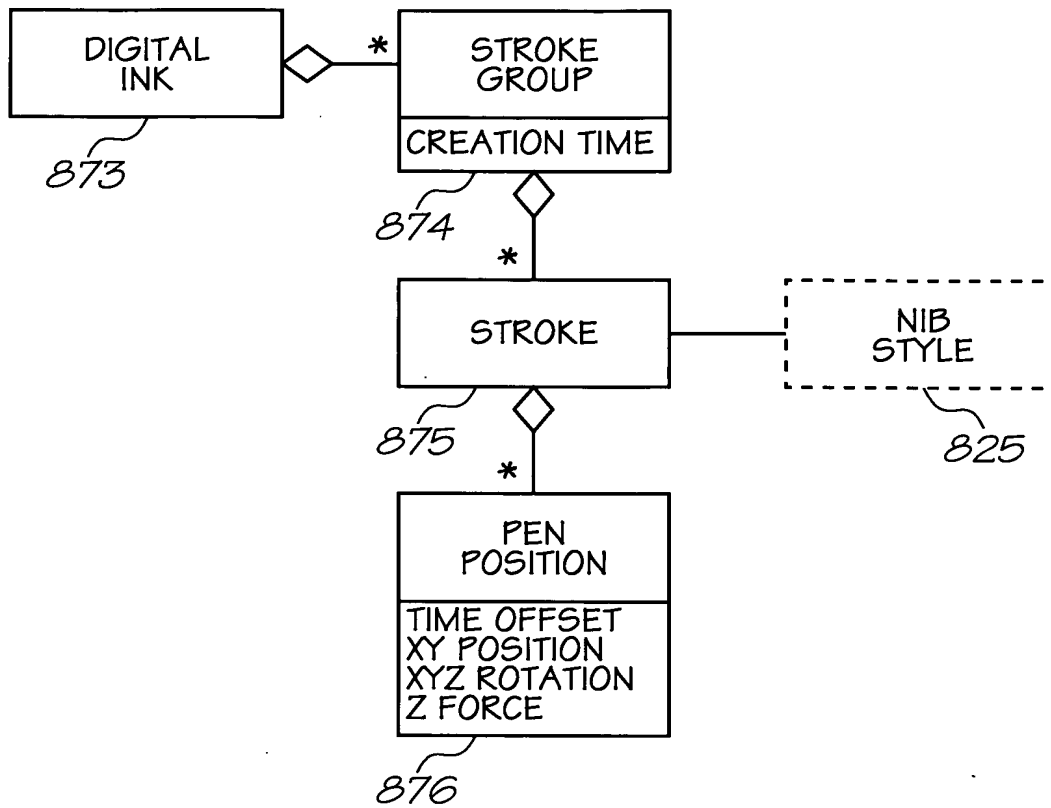 DIGITAL
INK
873
*
STROKE
GROUP
CREATION TIME
874
*
STROKE
875
NIB
STYLE
825
*
PEN
POSITION
TIME OFFSET
XY POSITION
XYZ ROTATION
Z FORCE
876